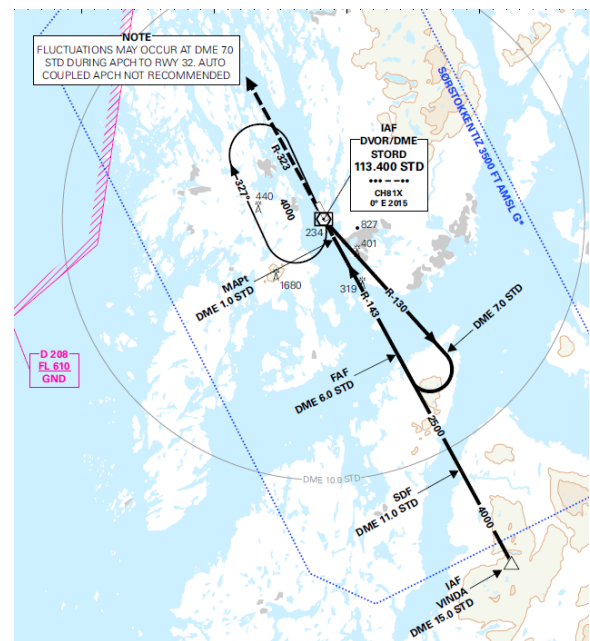 NOTE
FLUCTUATIONS MAY OCCUR AT DME 7.0
STD DURING APCH TO RWY 32. AUTO
COUPLED APCH NOT RECOMMENDED
IAF
DVOR/DME
STORD
113.400 STD
CH81X
0° E 2015
SØRSTOKKEN TIZ 3500 FT AMSL G*
R-323
4000
327°
440
234
827
401
319
1680
MAPt
DME 1.0 STD
R-143
R-130
DME 7.0 STD
FAF
DME 6.0 STD
D 208
FL 610
GND
2500
DME 10.0 STD
SDF
DME 11.0 STD
4000
IAF
VINDA
DME 15.0 STD